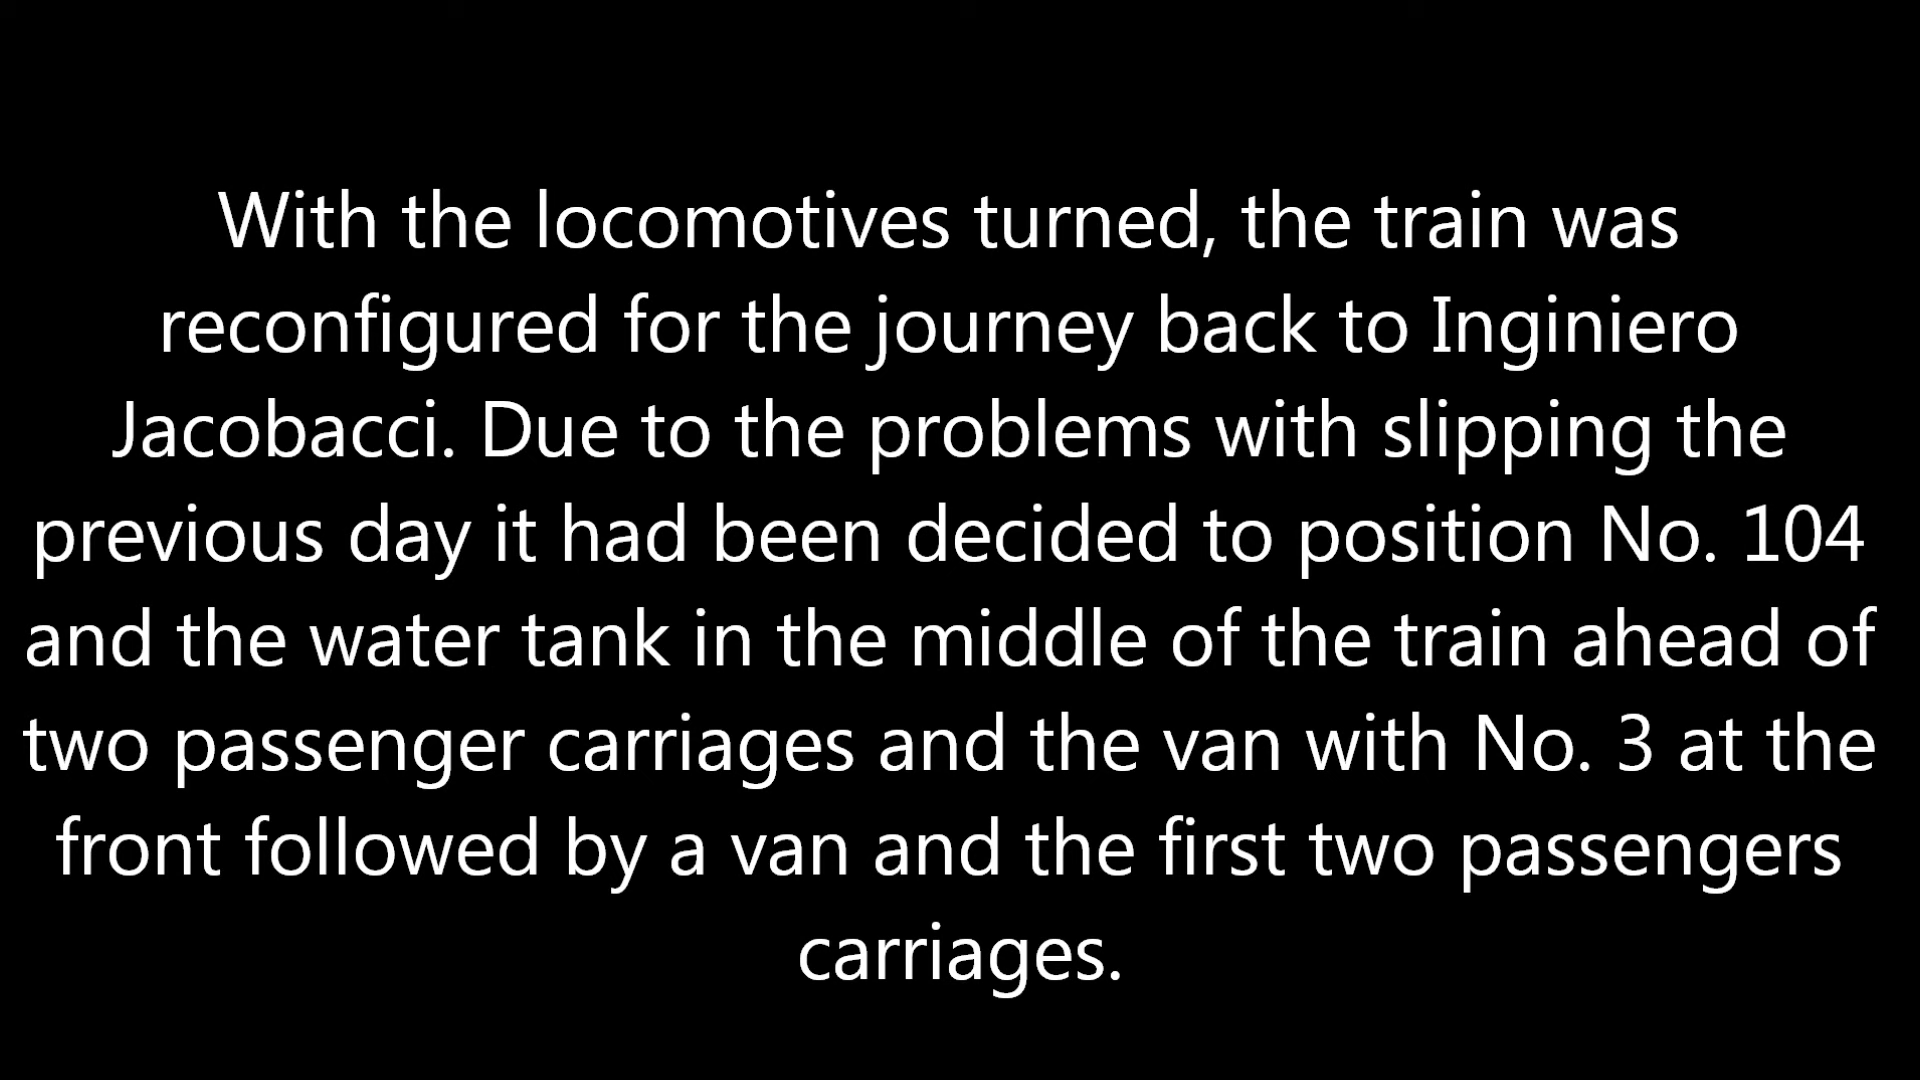 With the locomotives turned, the train was
reconfigured for the journey back to Inginiero
Jacobacci. Due to the problems with slipping the
previous day it had been decided to position No. 104
and the water tank in the middle of the train ahead of
two passenger carriages and the van with No. 3 at the
front followed by a van and the first two passengers
carriages.